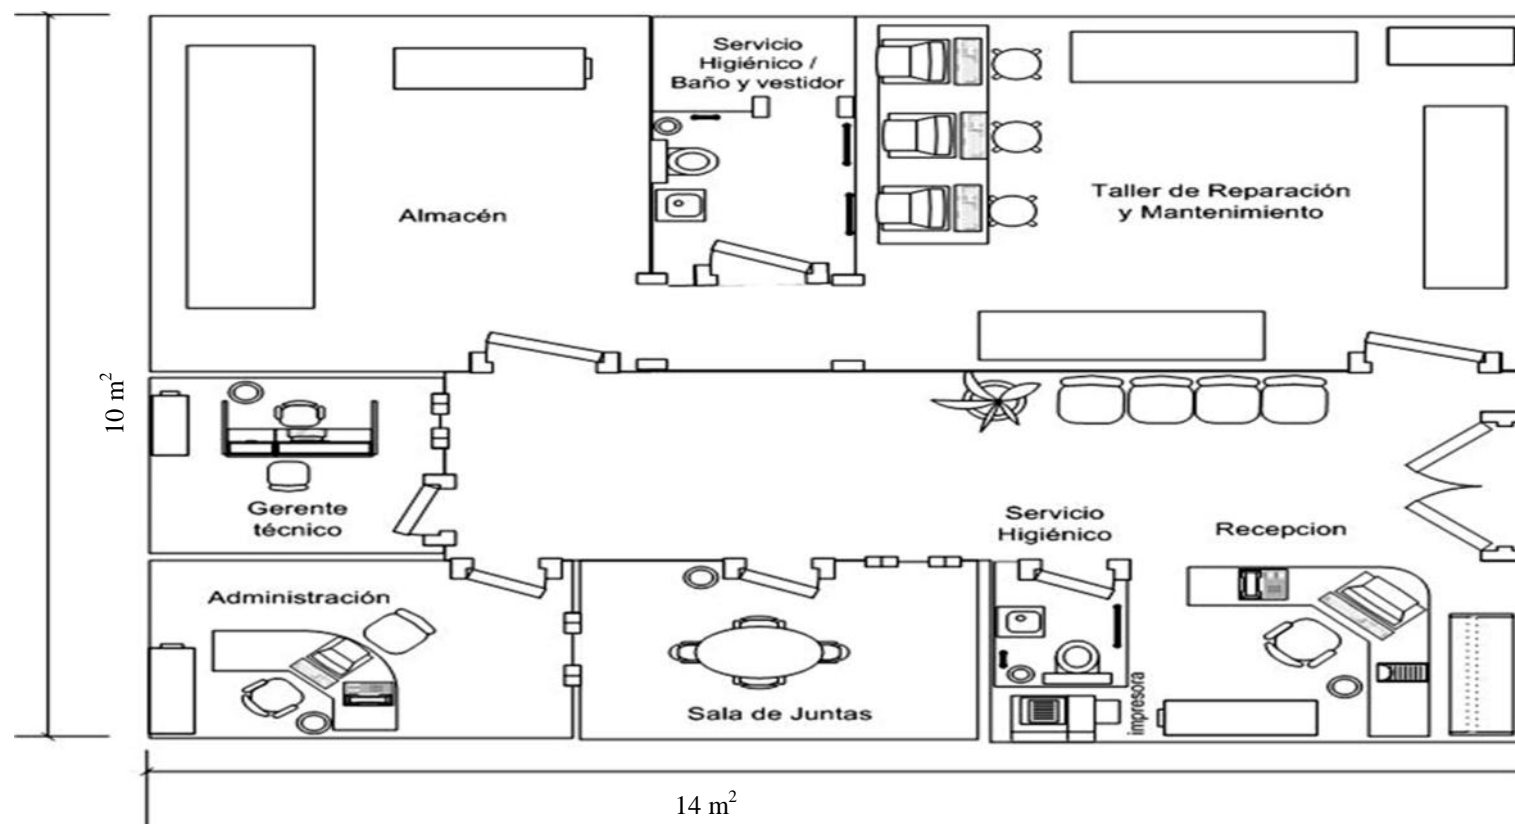 Servicio
Higiénico /
Baño y vestidor
Almacén
Taller de Reparación
y Mantenimiento
10 m²
Gerente
técnico
Servicio
Higiénico
Recepcion
Administración
Sala de Juntas
impresora
14 m²